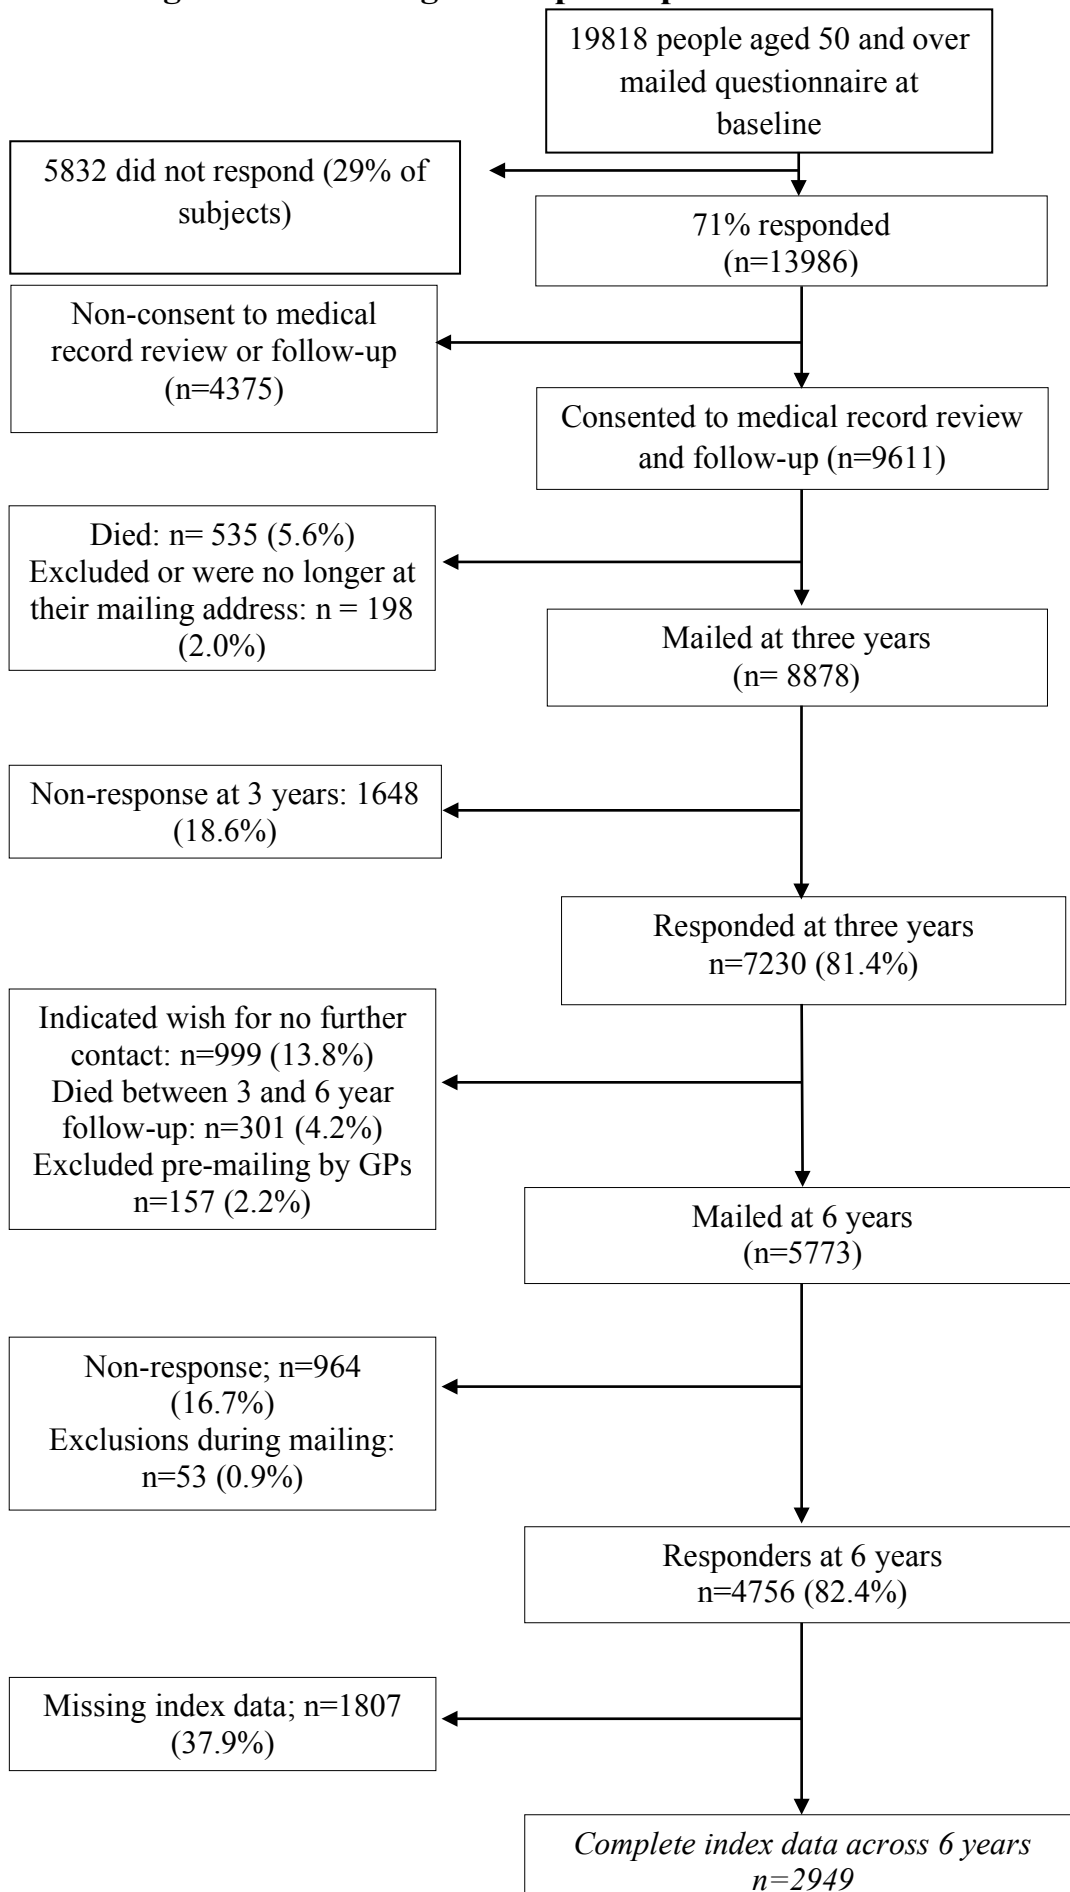 19818 people aged 50 and over
mailed questionnaire at
baseline
5832 did not respond (29% of
subjects)
71% responded
(n=13986)
Non-consent to medical
record review or follow-up
(n=4375)
Consented to medical record review
and follow-up (n=9611)
Died: n= 535 (5.6%)
Excluded or were no longer at
their mailing address: n = 198
(2.0%)
Mailed at three years
(n= 8878)
Non-response at 3 years: 1648
(18.6%)
Responded at three years
n=7230 (81.4%)
Indicated wish for no further
contact: n=999 (13.8%)
Died between 3 and 6 year
follow-up: n=301 (4.2%)
Excluded pre-mailing by GPs
n=157 (2.2%)
Mailed at 6 years
(n=5773)
Non-response; n=964
(16.7%)
Exclusions during mailing:
n=53 (0.9%)
Responders at 6 years
n=4756 (82.4%)
Missing index data; n=1807
(37.9%)
Complete index data across 6 years
n=2949